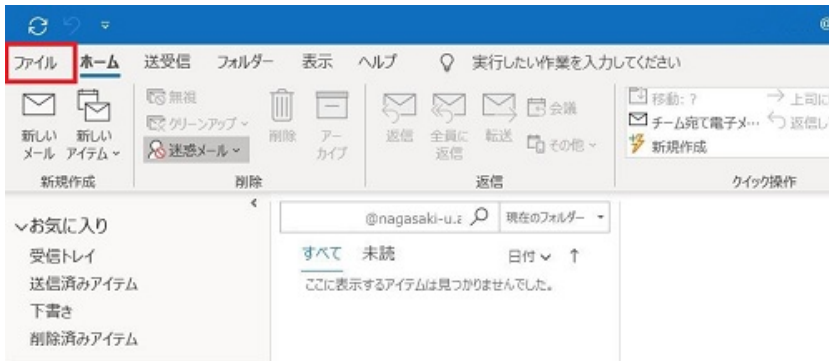 @
ファイル ホーム 送受信 フォルダー 表示 ヘルプ 実行したい作業を入力してください
新しい メール
新しい アイテム
無視
クリーンアップ
迷惑メール
削除
アー カイブ
返信
全員に 返信
転送
会議
その他
移動: ?
チーム宛て電子メ…
新規作成
上司に
返信し
新規作成 削除 返信 クイック操作
お気に入り
受信トレイ
送信済みアイテム
下書き
削除済みアイテム
@nagasaki-u.a 現在のフォルダー
すべて 未読 日付 ↑
ここに表示するアイテムは見つかりませんでした。